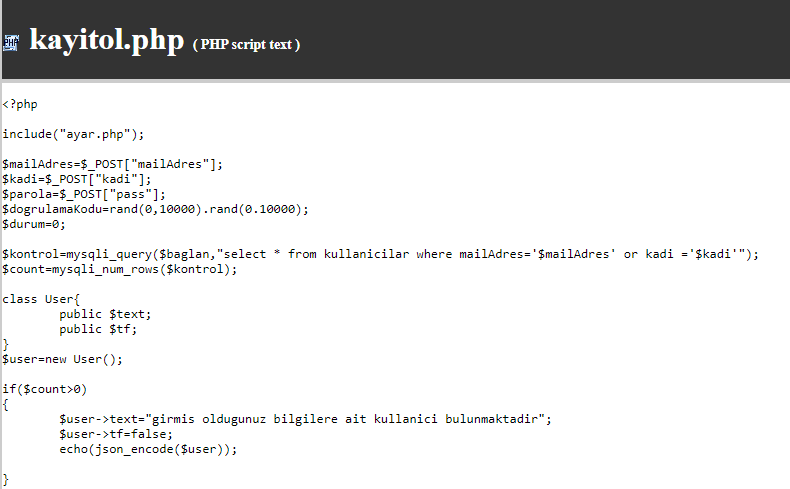 kayitol.php ( PHP script text )
<?php
include("ayar.php");
$mailAdres=$_POST["mailAdres"];
$kadi=$_POST["kadi"];
$parola=$_POST["pass"];
$dogrulamaKodu=rand(0,10000).rand(0.10000);
$durum=0;
$kontrol=mysqli_query($baglan,"select * from kullanicilar where mailAdres='$mailAdres' or kadi ='$kadi'");
$count=mysqli_num_rows($kontrol);
class User{
public $text;
public $tf;
}
$user=new User();
if($count>0)
{
$user->text="girmis oldugunuz bilgilere ait kullanici bulunmaktadir";
$user->tf=false;
echo(json_encode($user));
}